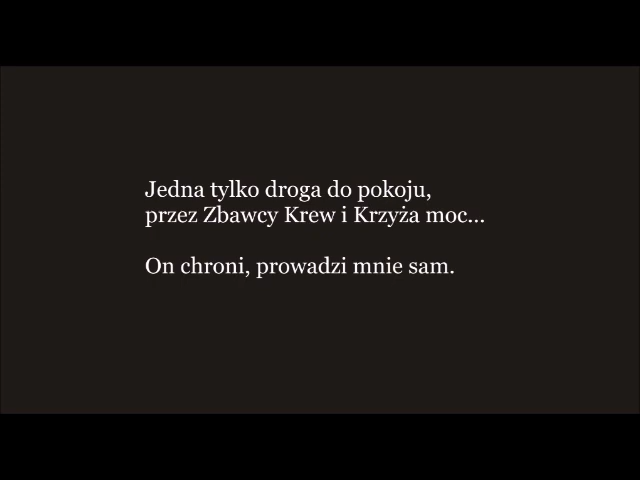 Jedna tylko droga do pokoju,
przez Zbawcy Krew i Krzyża moc...
On chroni, prowadzi mnie sam.